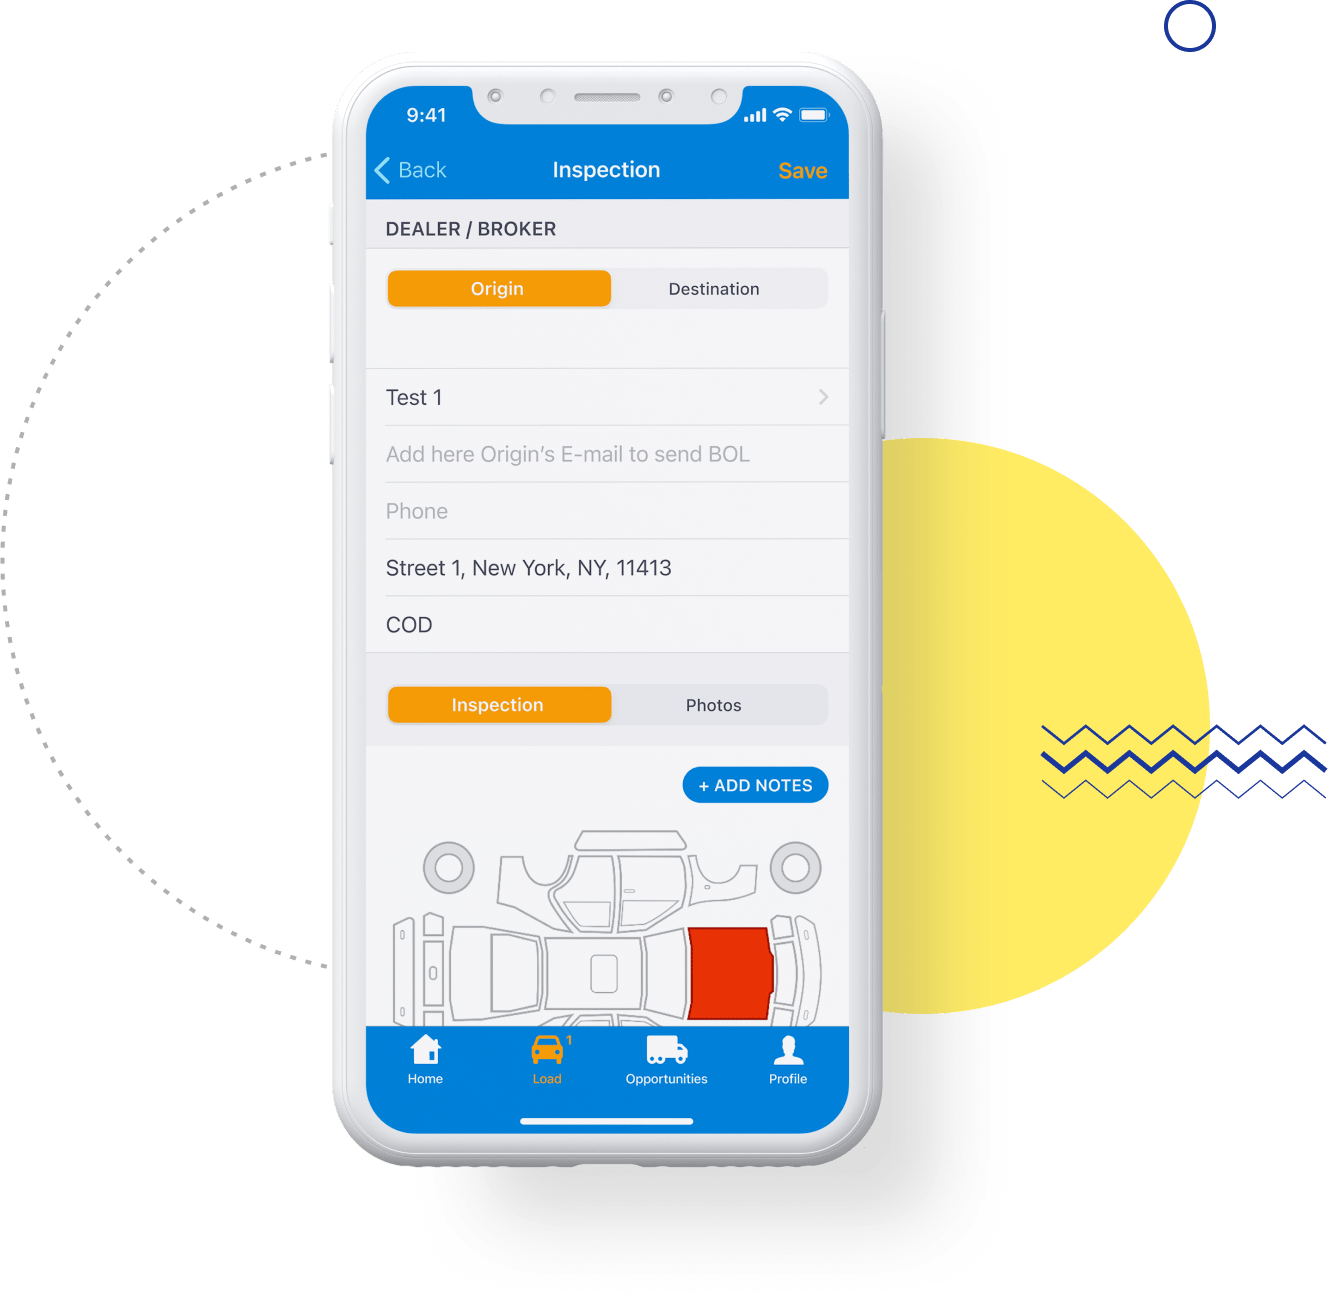 9:41
Back
Inspection
Save
DEALER / BROKER
Origin
Destination
Test 1
Add here Origin’s E-mail to send BOL
Phone
Street 1, New York, NY, 11413
COD
Inspection
Photos
+ ADD NOTES
1
Home
Load
Opportunities
Profile